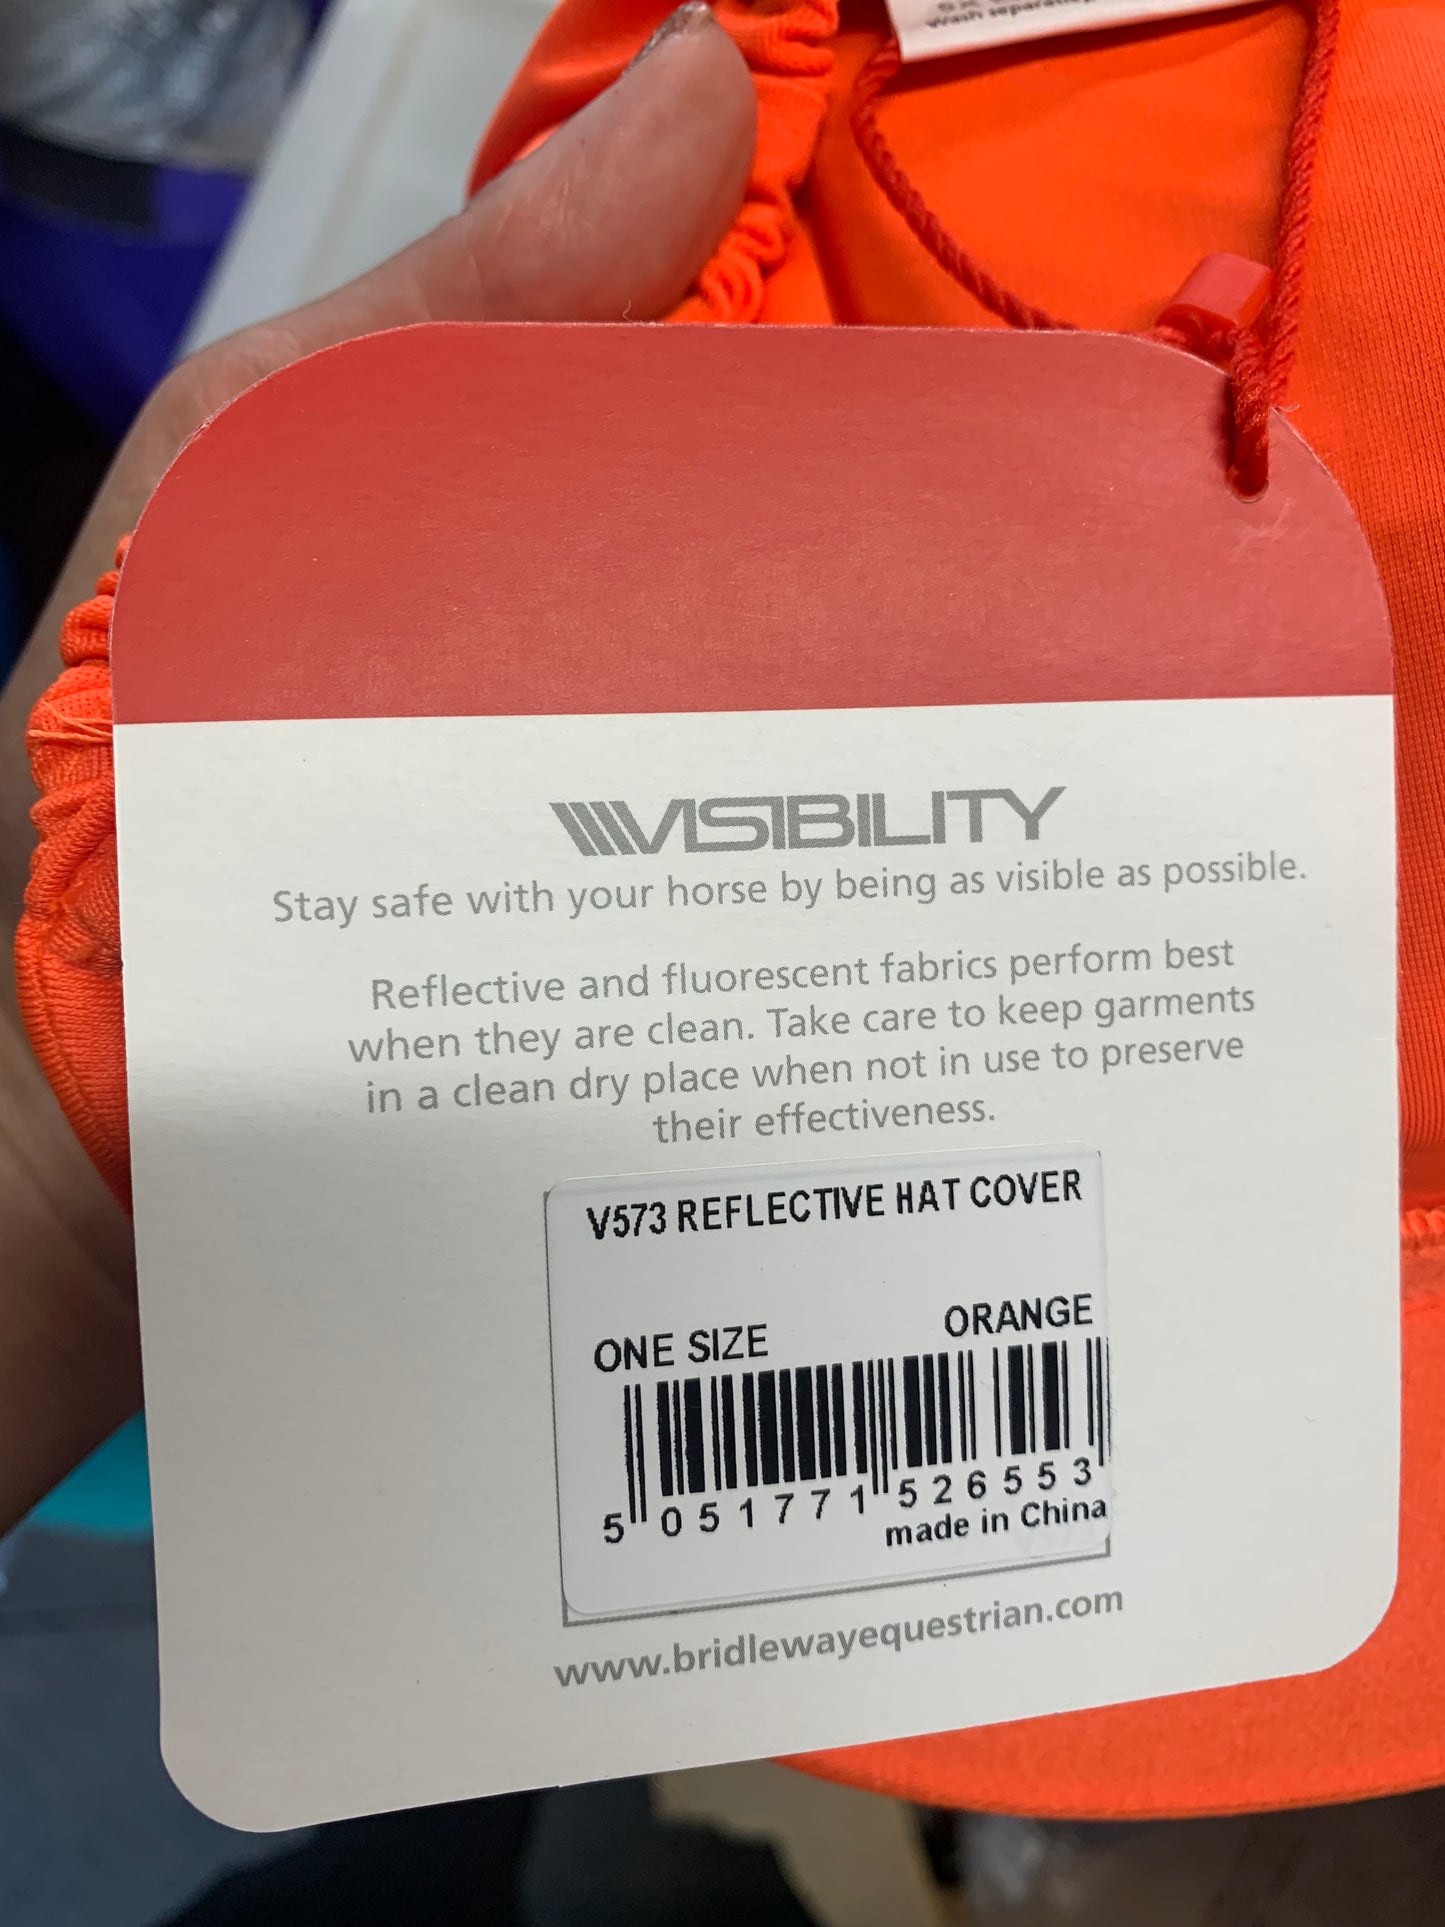 Wash separately
VISIBILITY
Stay safe with your horse by being as visible as possible.
Reflective and fluorescent fabrics perform best
when they are clean. Take care to keep garments
in a clean dry place when not in use to preserve
their effectiveness.
V573 REFLECTIVE HAT COVER
ONE SIZE ORANGE
5 051771 526553
made in China
www.bridlewayequestrian.com